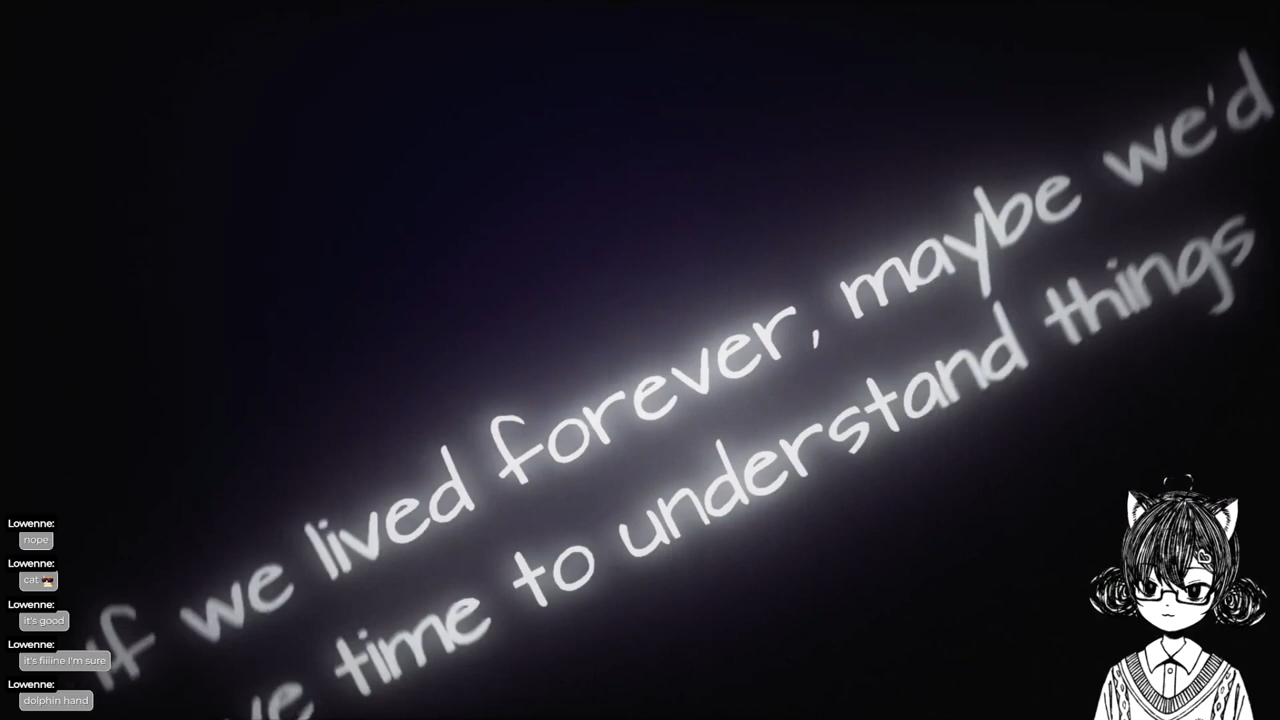 If we lived forever, maybe we'd
ve time to understand things
Lowenne:
nope
Lowenne:
cat
Lowenne:
it's good
Lowenne:
it's fiiiine I'm sure
Lowenne:
dolphin hand